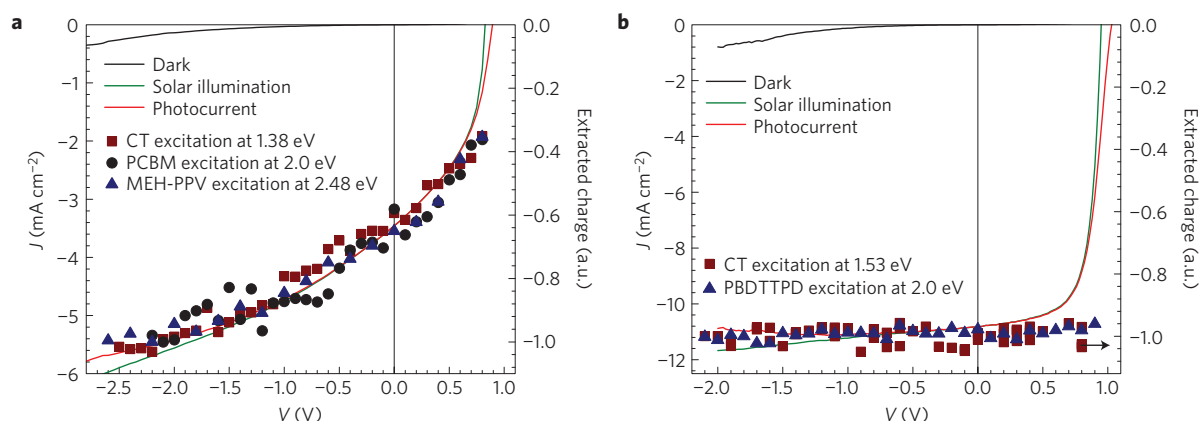 a
Dark
Solar illumination
Photocurrent
CT excitation at 1.38 eV
PCBM excitation at 2.0 eV
MEH-PPV excitation at 2.48 eV
J (mA cm⁻²)
0
−1
−2
−3
−4
−5
−6
−2.5
−2.0
−1.5
−1.0
−0.5
0.0
0.5
1.0
V (V)
0.0
−0.2
−0.4
−0.6
−0.8
−1.0
Extracted charge (a.u.)
b
Dark
Solar illumination
Photocurrent
CT excitation at 1.53 eV
PBDTTPD excitation at 2.0 eV
J (mA cm⁻²)
0
−2
−4
−6
−8
−10
−12
−2.0
−1.5
−1.0
−0.5
0.0
0.5
1.0
V (V)
0.0
−0.2
−0.4
−0.6
−0.8
−1.0
Extracted charge (a.u.)